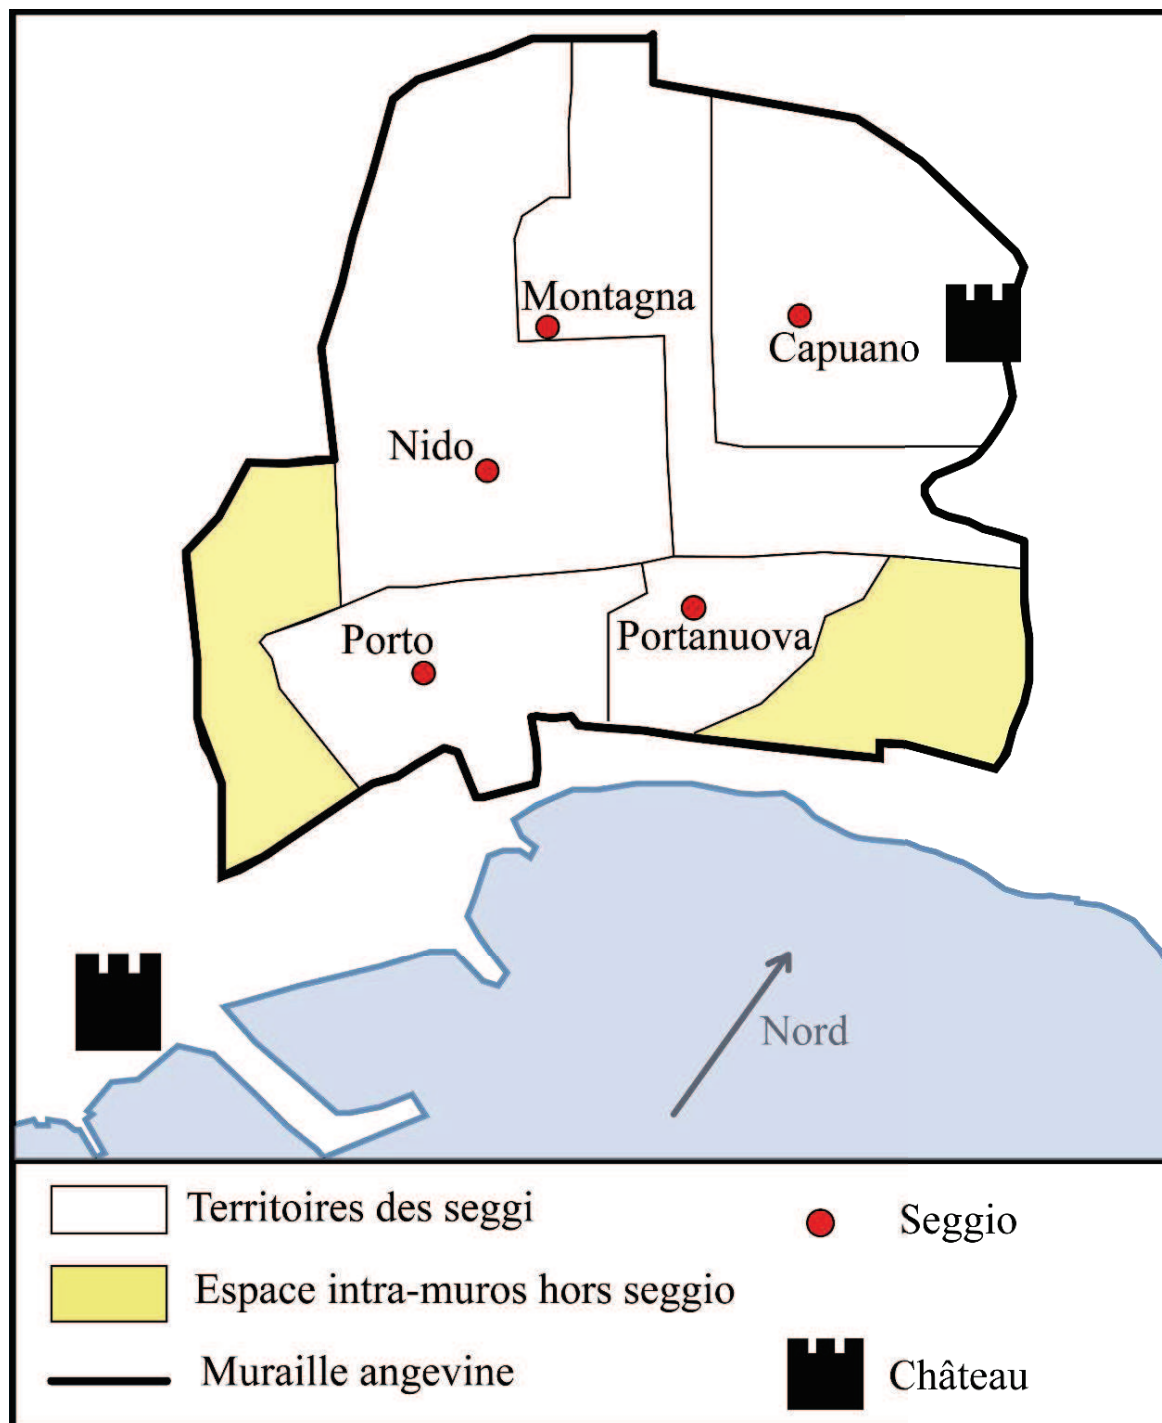 Montagna
Capuano
Nido
Porto
Portanuova
Nord
Territoires des seggi
Seggio
Espace intra-muros hors seggio
Muraille angevine
Château